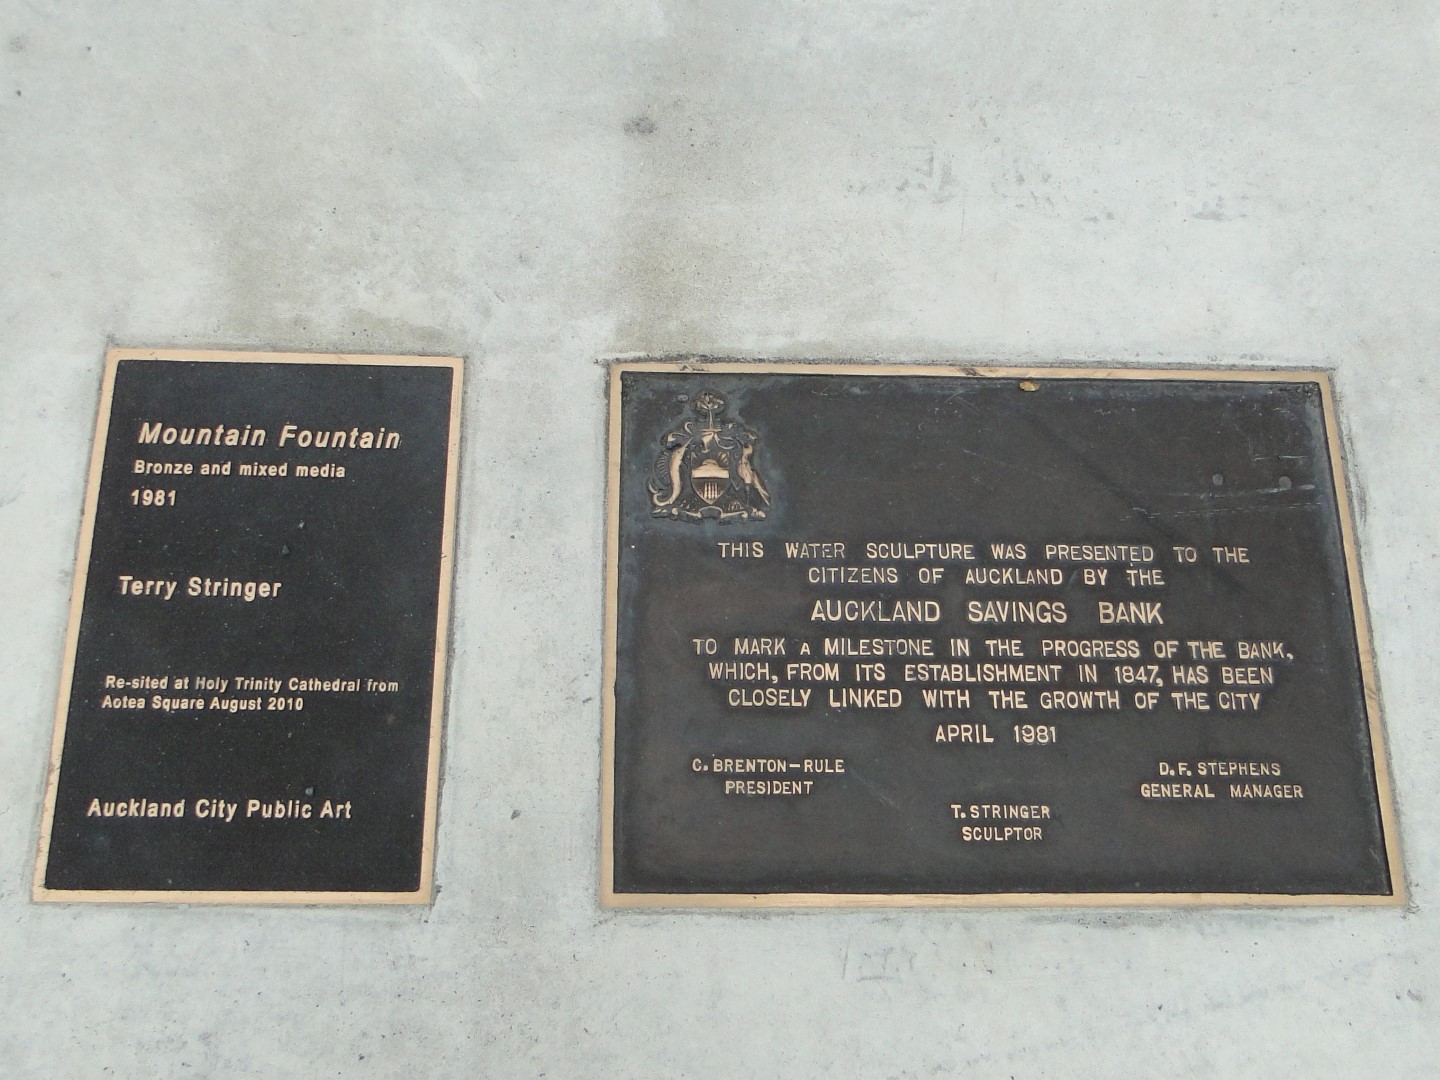 Mountain Fountain
Bronze and mixed media
1981
Terry Stringer
Re-sited at Holy Trinity Cathedral from
Aotea Square August 2010
Auckland City Public Art
THIS WATER SCULPTURE WAS PRESENTED TO THE
CITIZENS OF AUCKLAND BY THE
AUCKLAND SAVINGS BANK
TO MARK A MILESTONE IN THE PROGRESS OF THE BANK,
WHICH, FROM ITS ESTABLISHMENT IN 1847, HAS BEEN
CLOSELY LINKED WITH THE GROWTH OF THE CITY
APRIL 1981
C. BRENTON-RULE
PRESIDENT
D.F. STEPHENS
GENERAL MANAGER
T. STRINGER
SCULPTOR